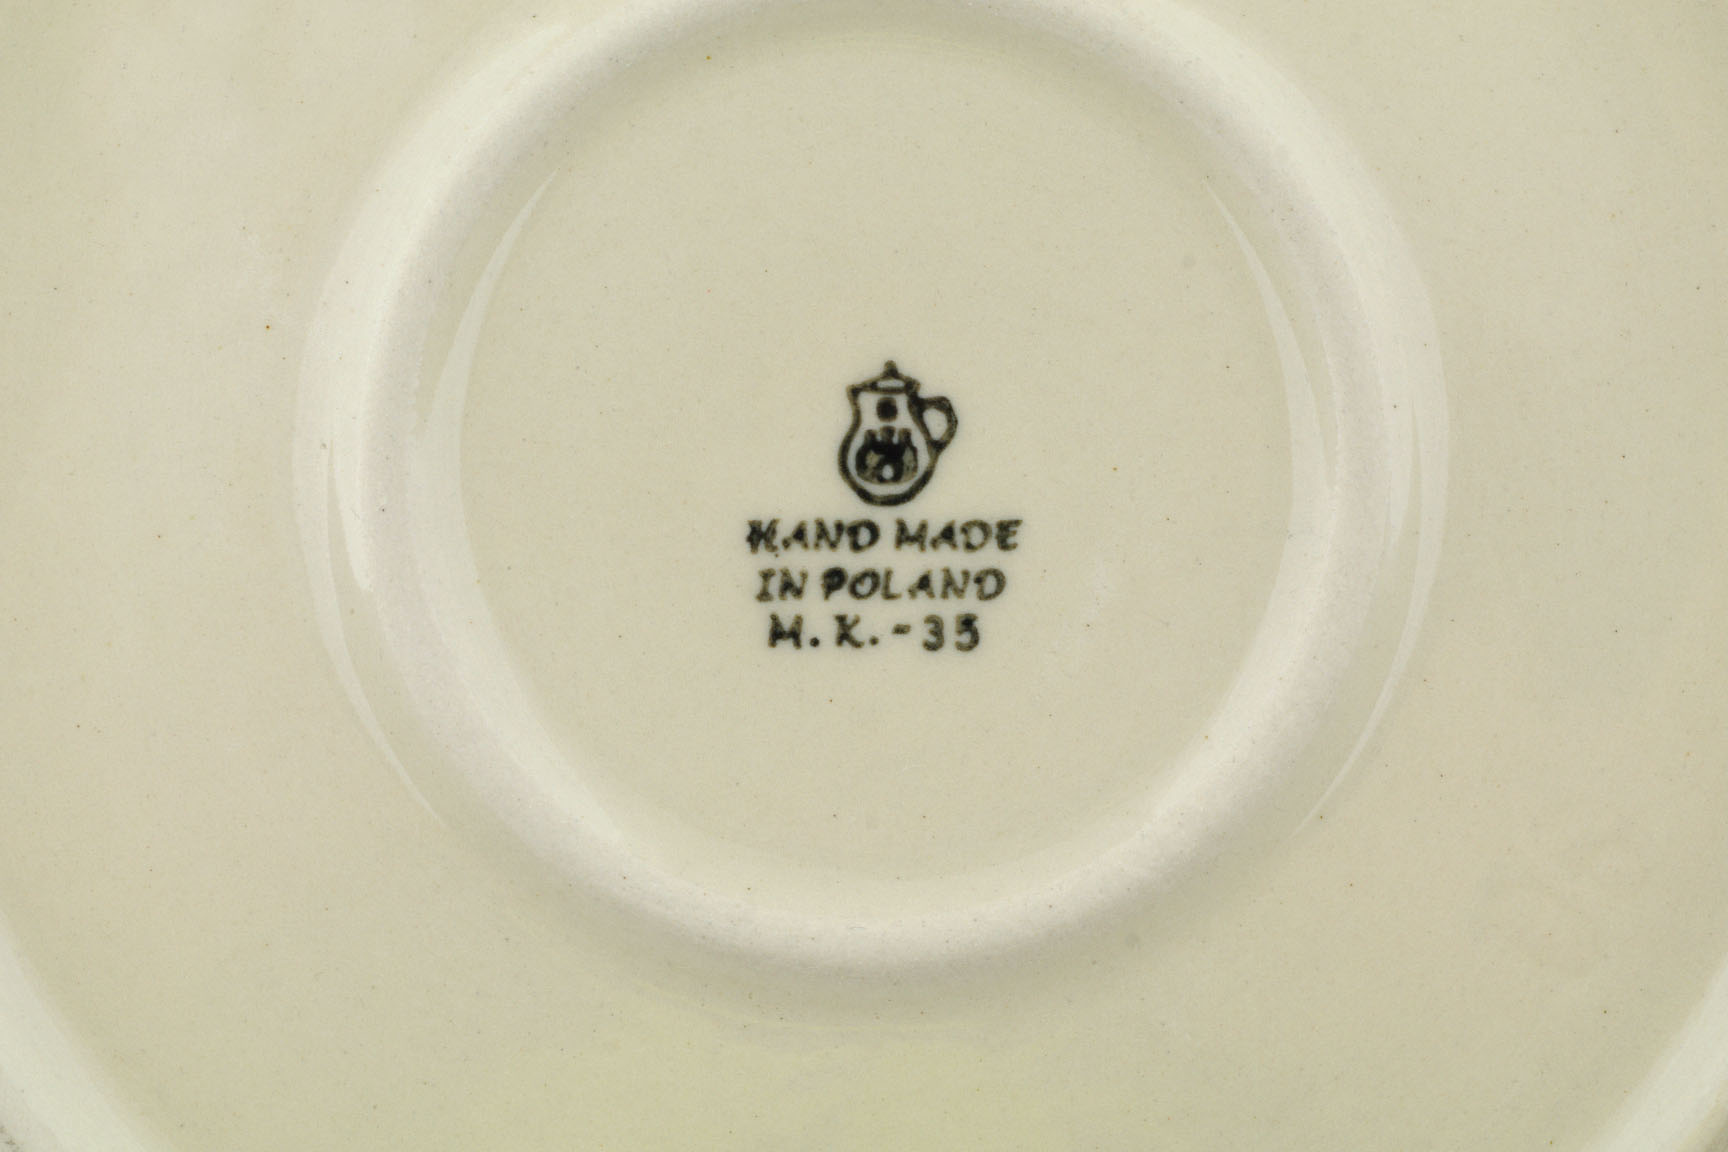 HAND MADE
IN POLAND
M. K. - 35